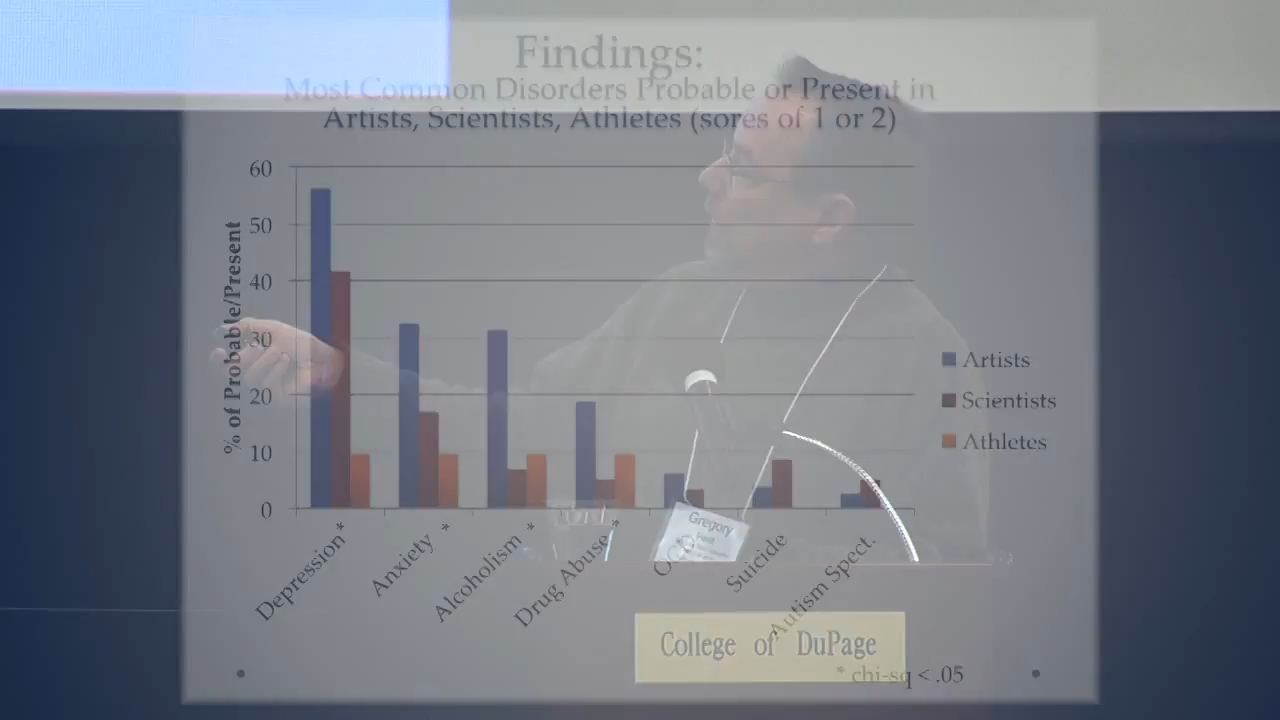 Findings:
Most Common Disorders Probable or Present in
Artists, Scientists, Athletes (sores of 1 or 2)
% of Probable/Present
60
50
40
30
20
10
0
Depression *
Anxiety *
Alcoholism *
Drug Abuse *
Suicide
Autism Spect.
Artists
Scientists
Athletes
Gregory
College of DuPage
* chi-sq < .05